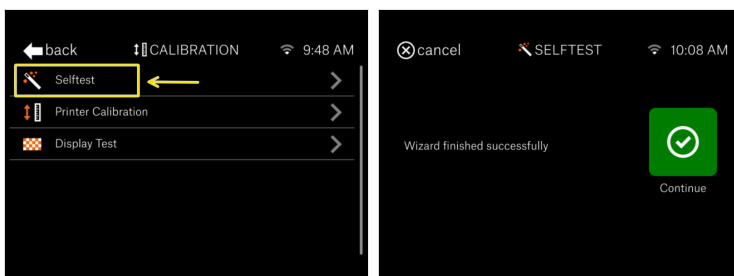 back CALIBRATION 9:48 AM
Selftest
Printer Calibration
Display Test
cancel SELFTEST 10:08 AM
Wizard finished successfully
Continue